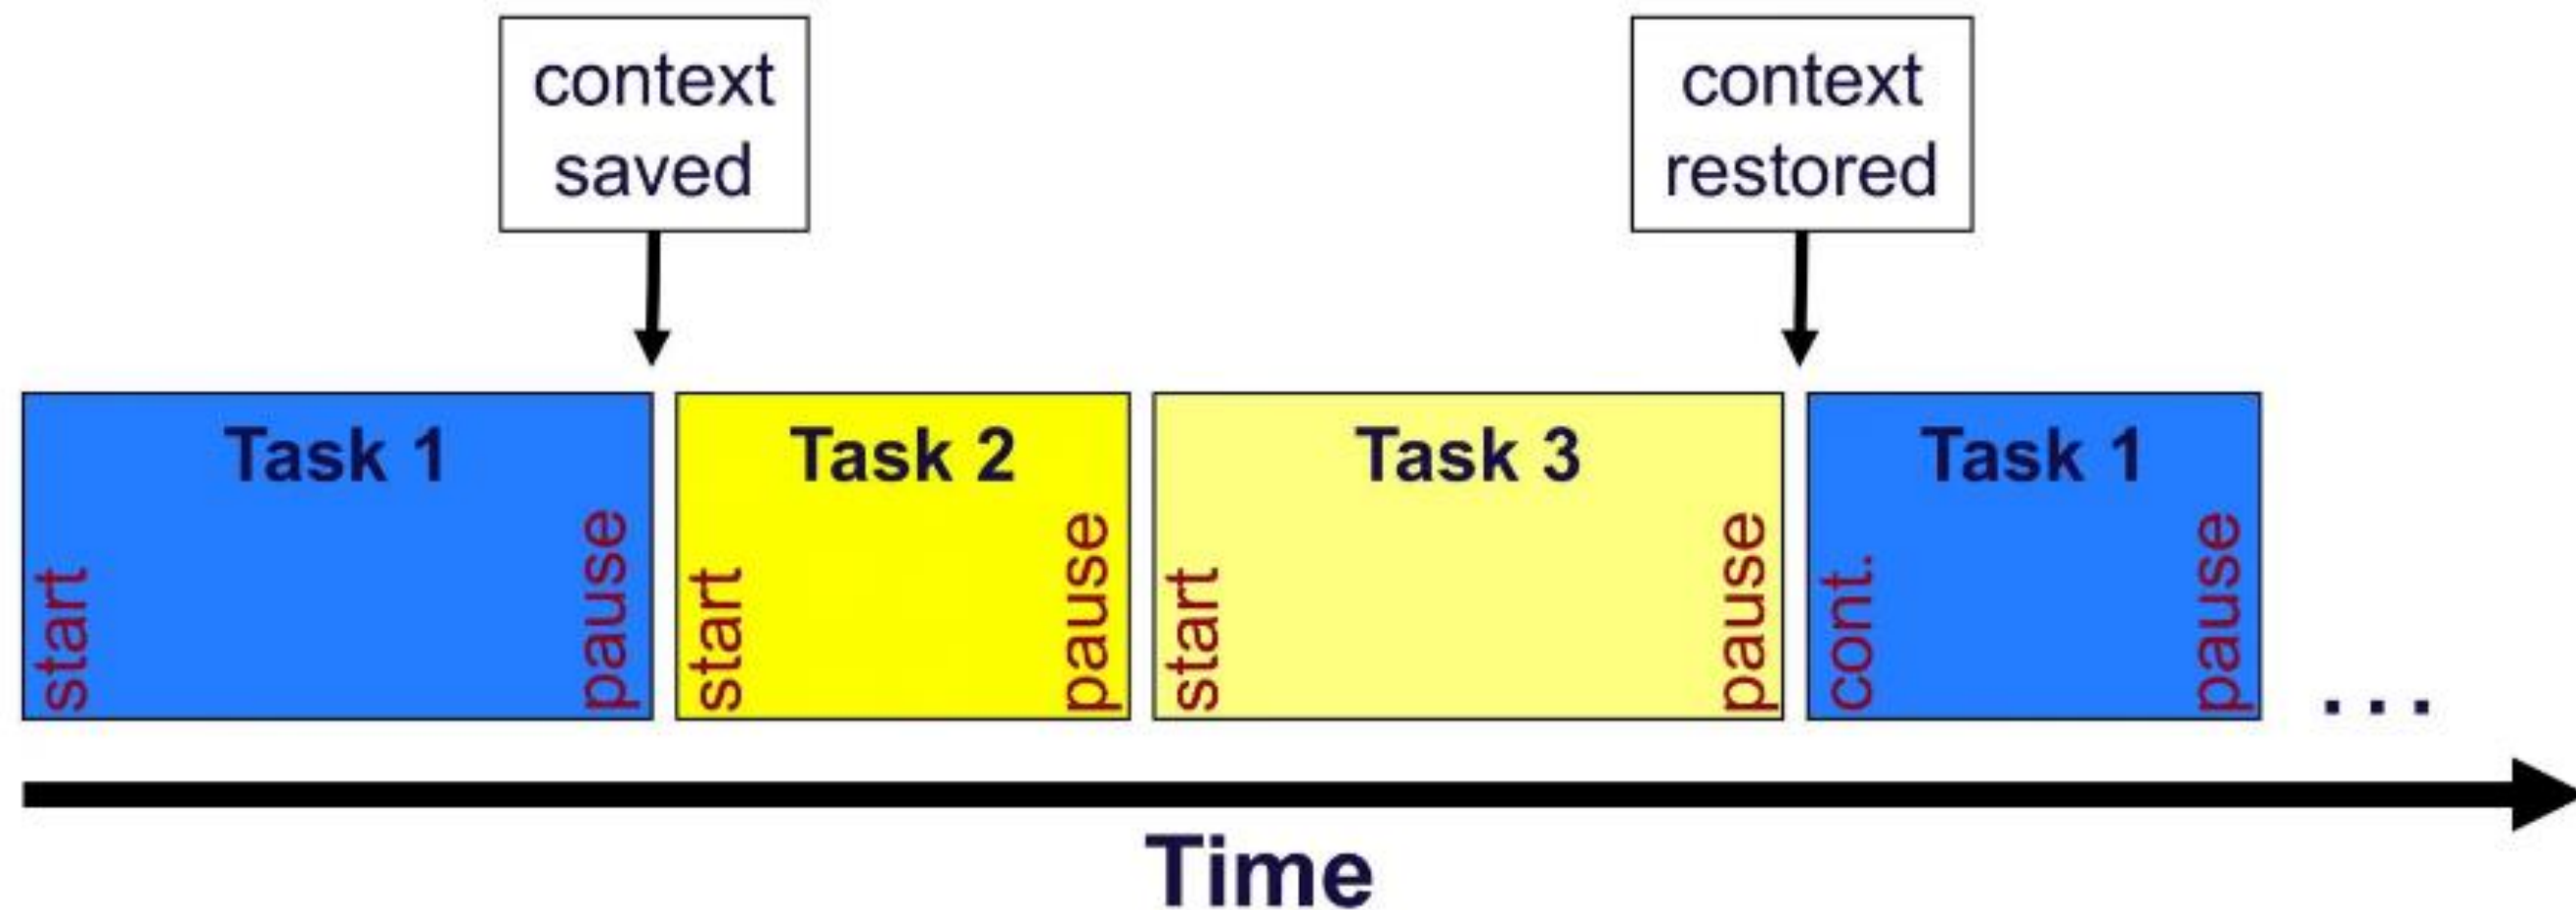 context
saved
context
restored
Task 1
start
pause
Task 2
start
pause
Task 3
start
pause
Task 1
cont.
pause
...
Time